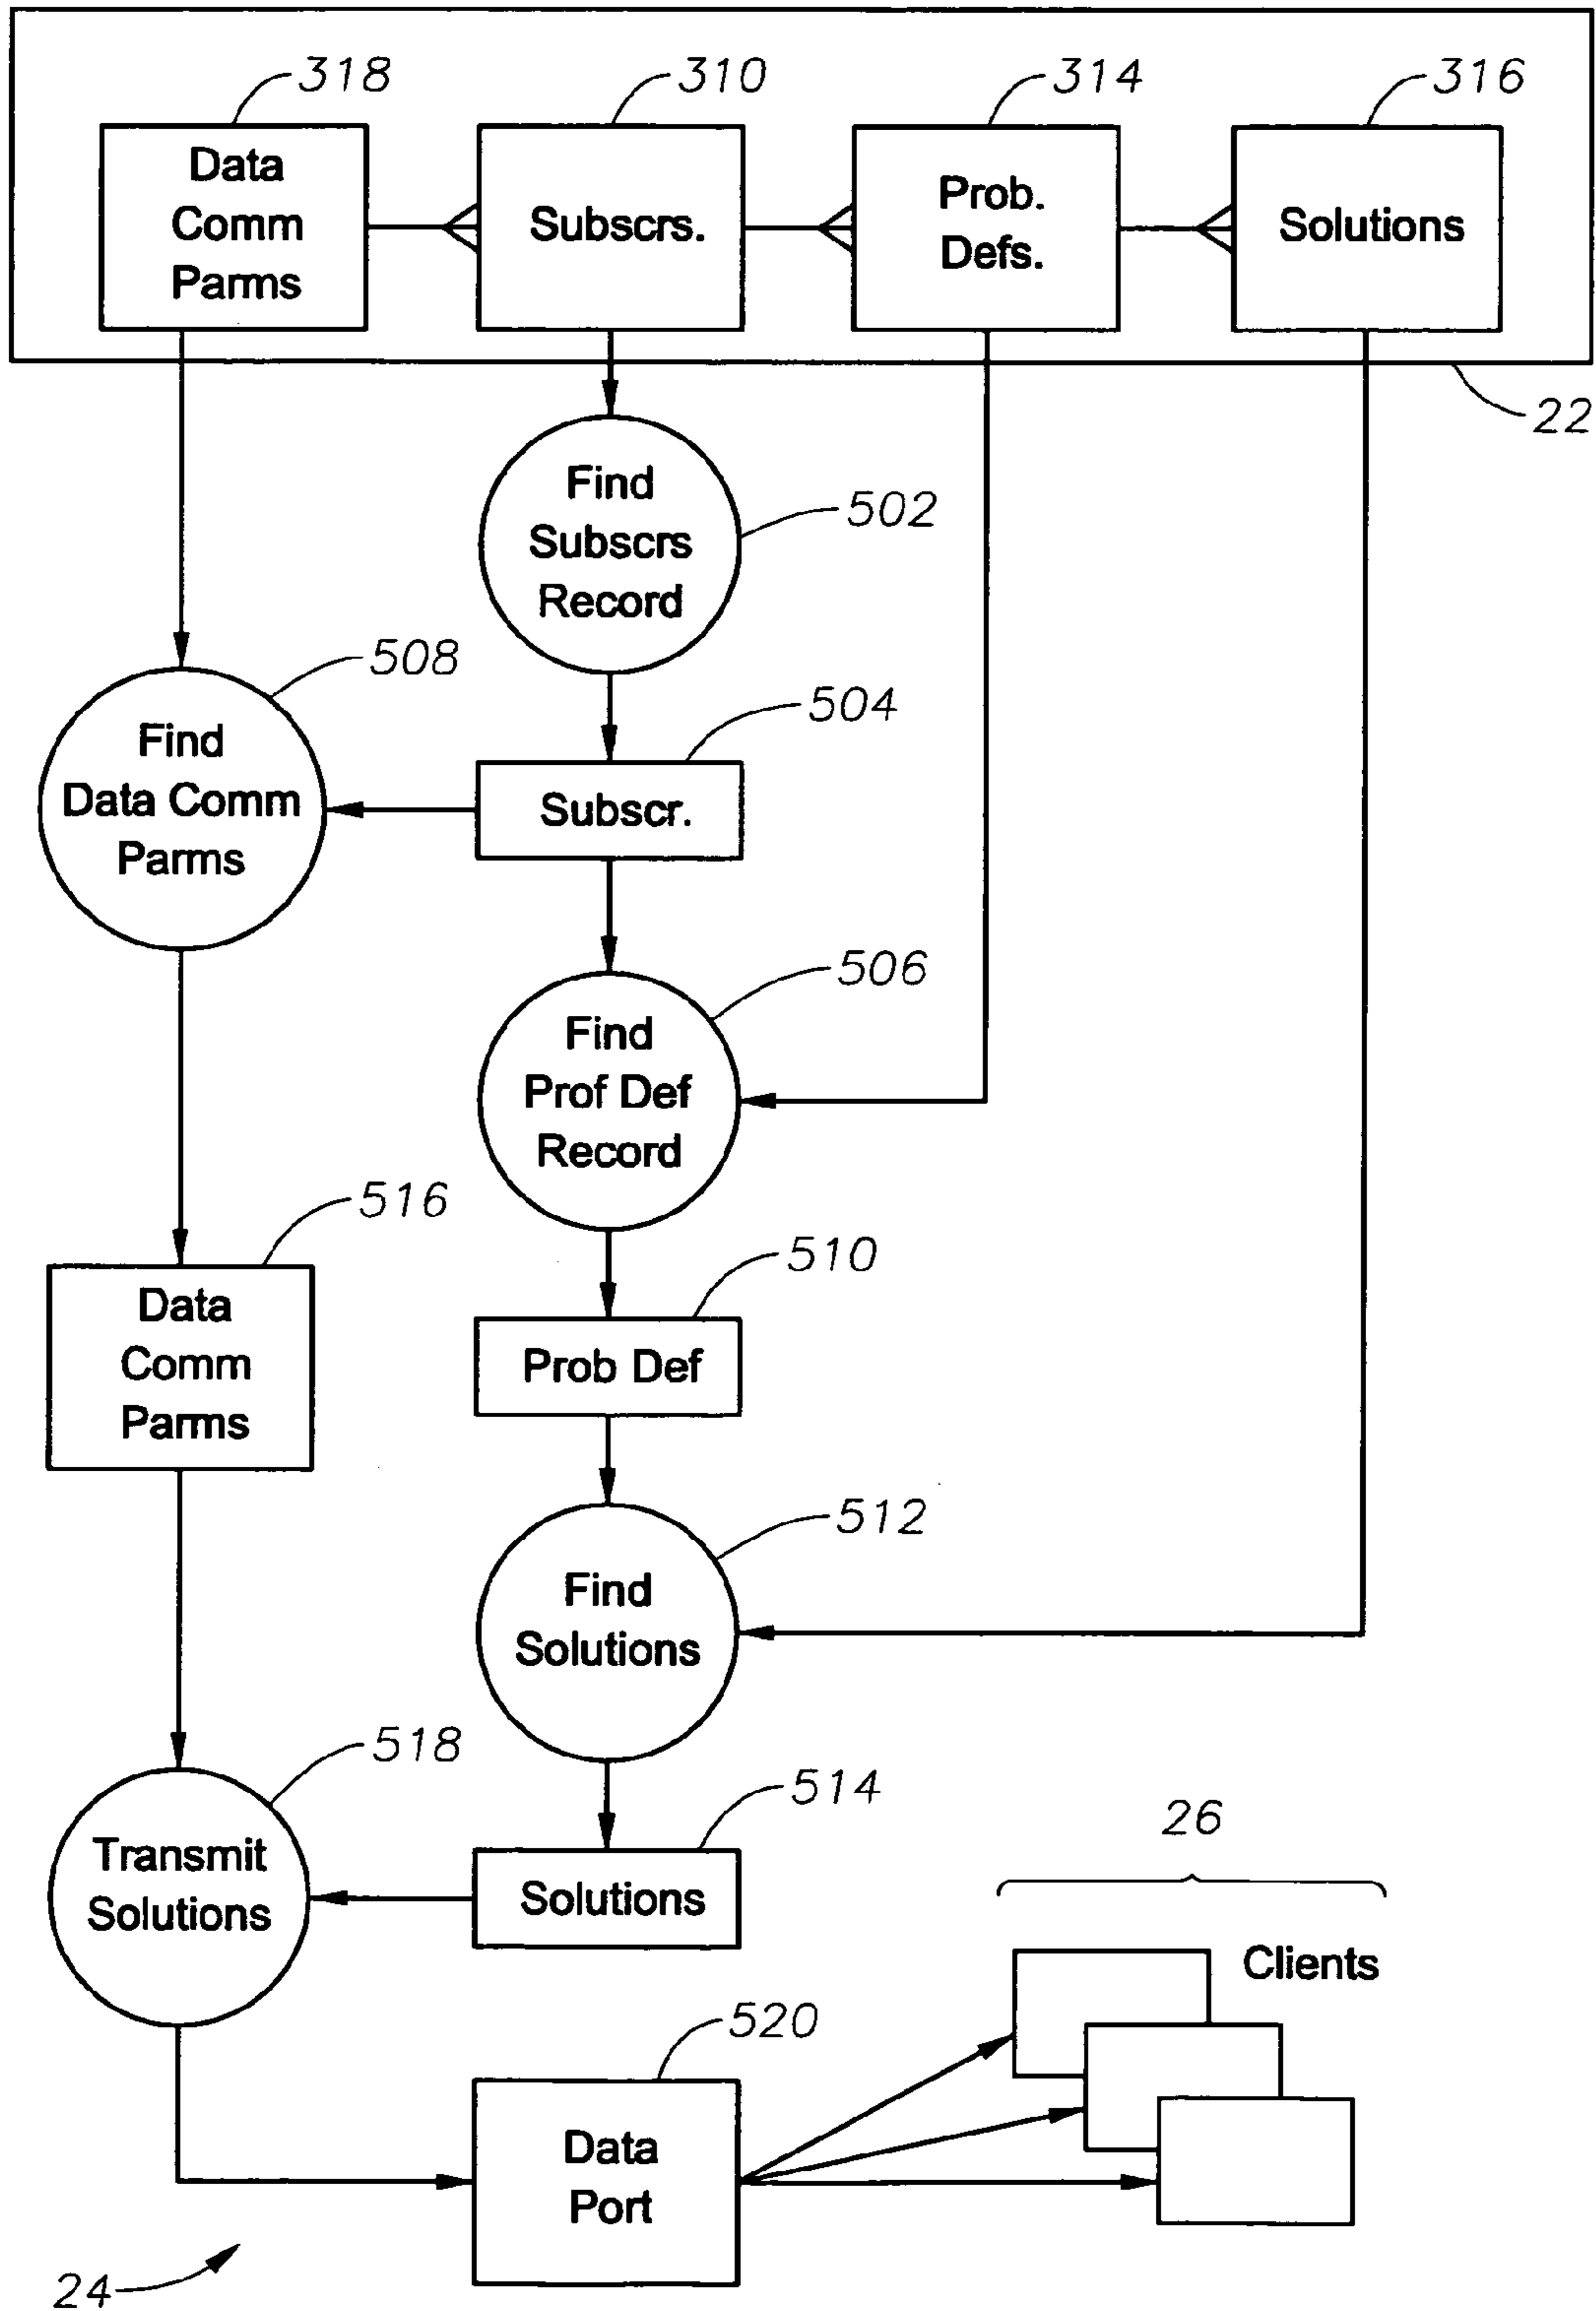 318
310
314
316
Data
Comm
Parms
Subscrs.
Prob.
Defs.
Solutions
22
Find
Subscrs
Record
502
508
504
Find
Data Comm
Parms
Subscr.
506
Find
Prof Def
Record
516
510
Data
Comm
Parms
Prob Def
512
Find
Solutions
518
514
26
Transmit
Solutions
Solutions
Clients
520
Data
Port
24